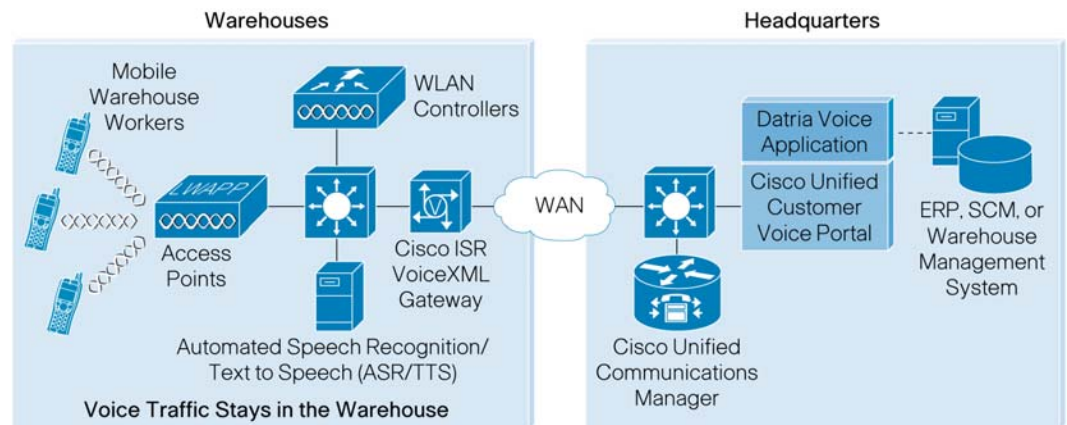 Warehouses
Mobile
Warehouse
Workers
WLAN
Controllers
LWAPP
Access
Points
V
Cisco ISR
VoiceXML
Gateway
Automated Speech Recognition/
Text to Speech (ASR/TTS)
Voice Traffic Stays in the Warehouse
WAN
Headquarters
Datria Voice
Application
Cisco Unified
Customer
Voice Portal
ERP, SCM, or
Warehouse
Management
System
Cisco Unified
Communications
Manager